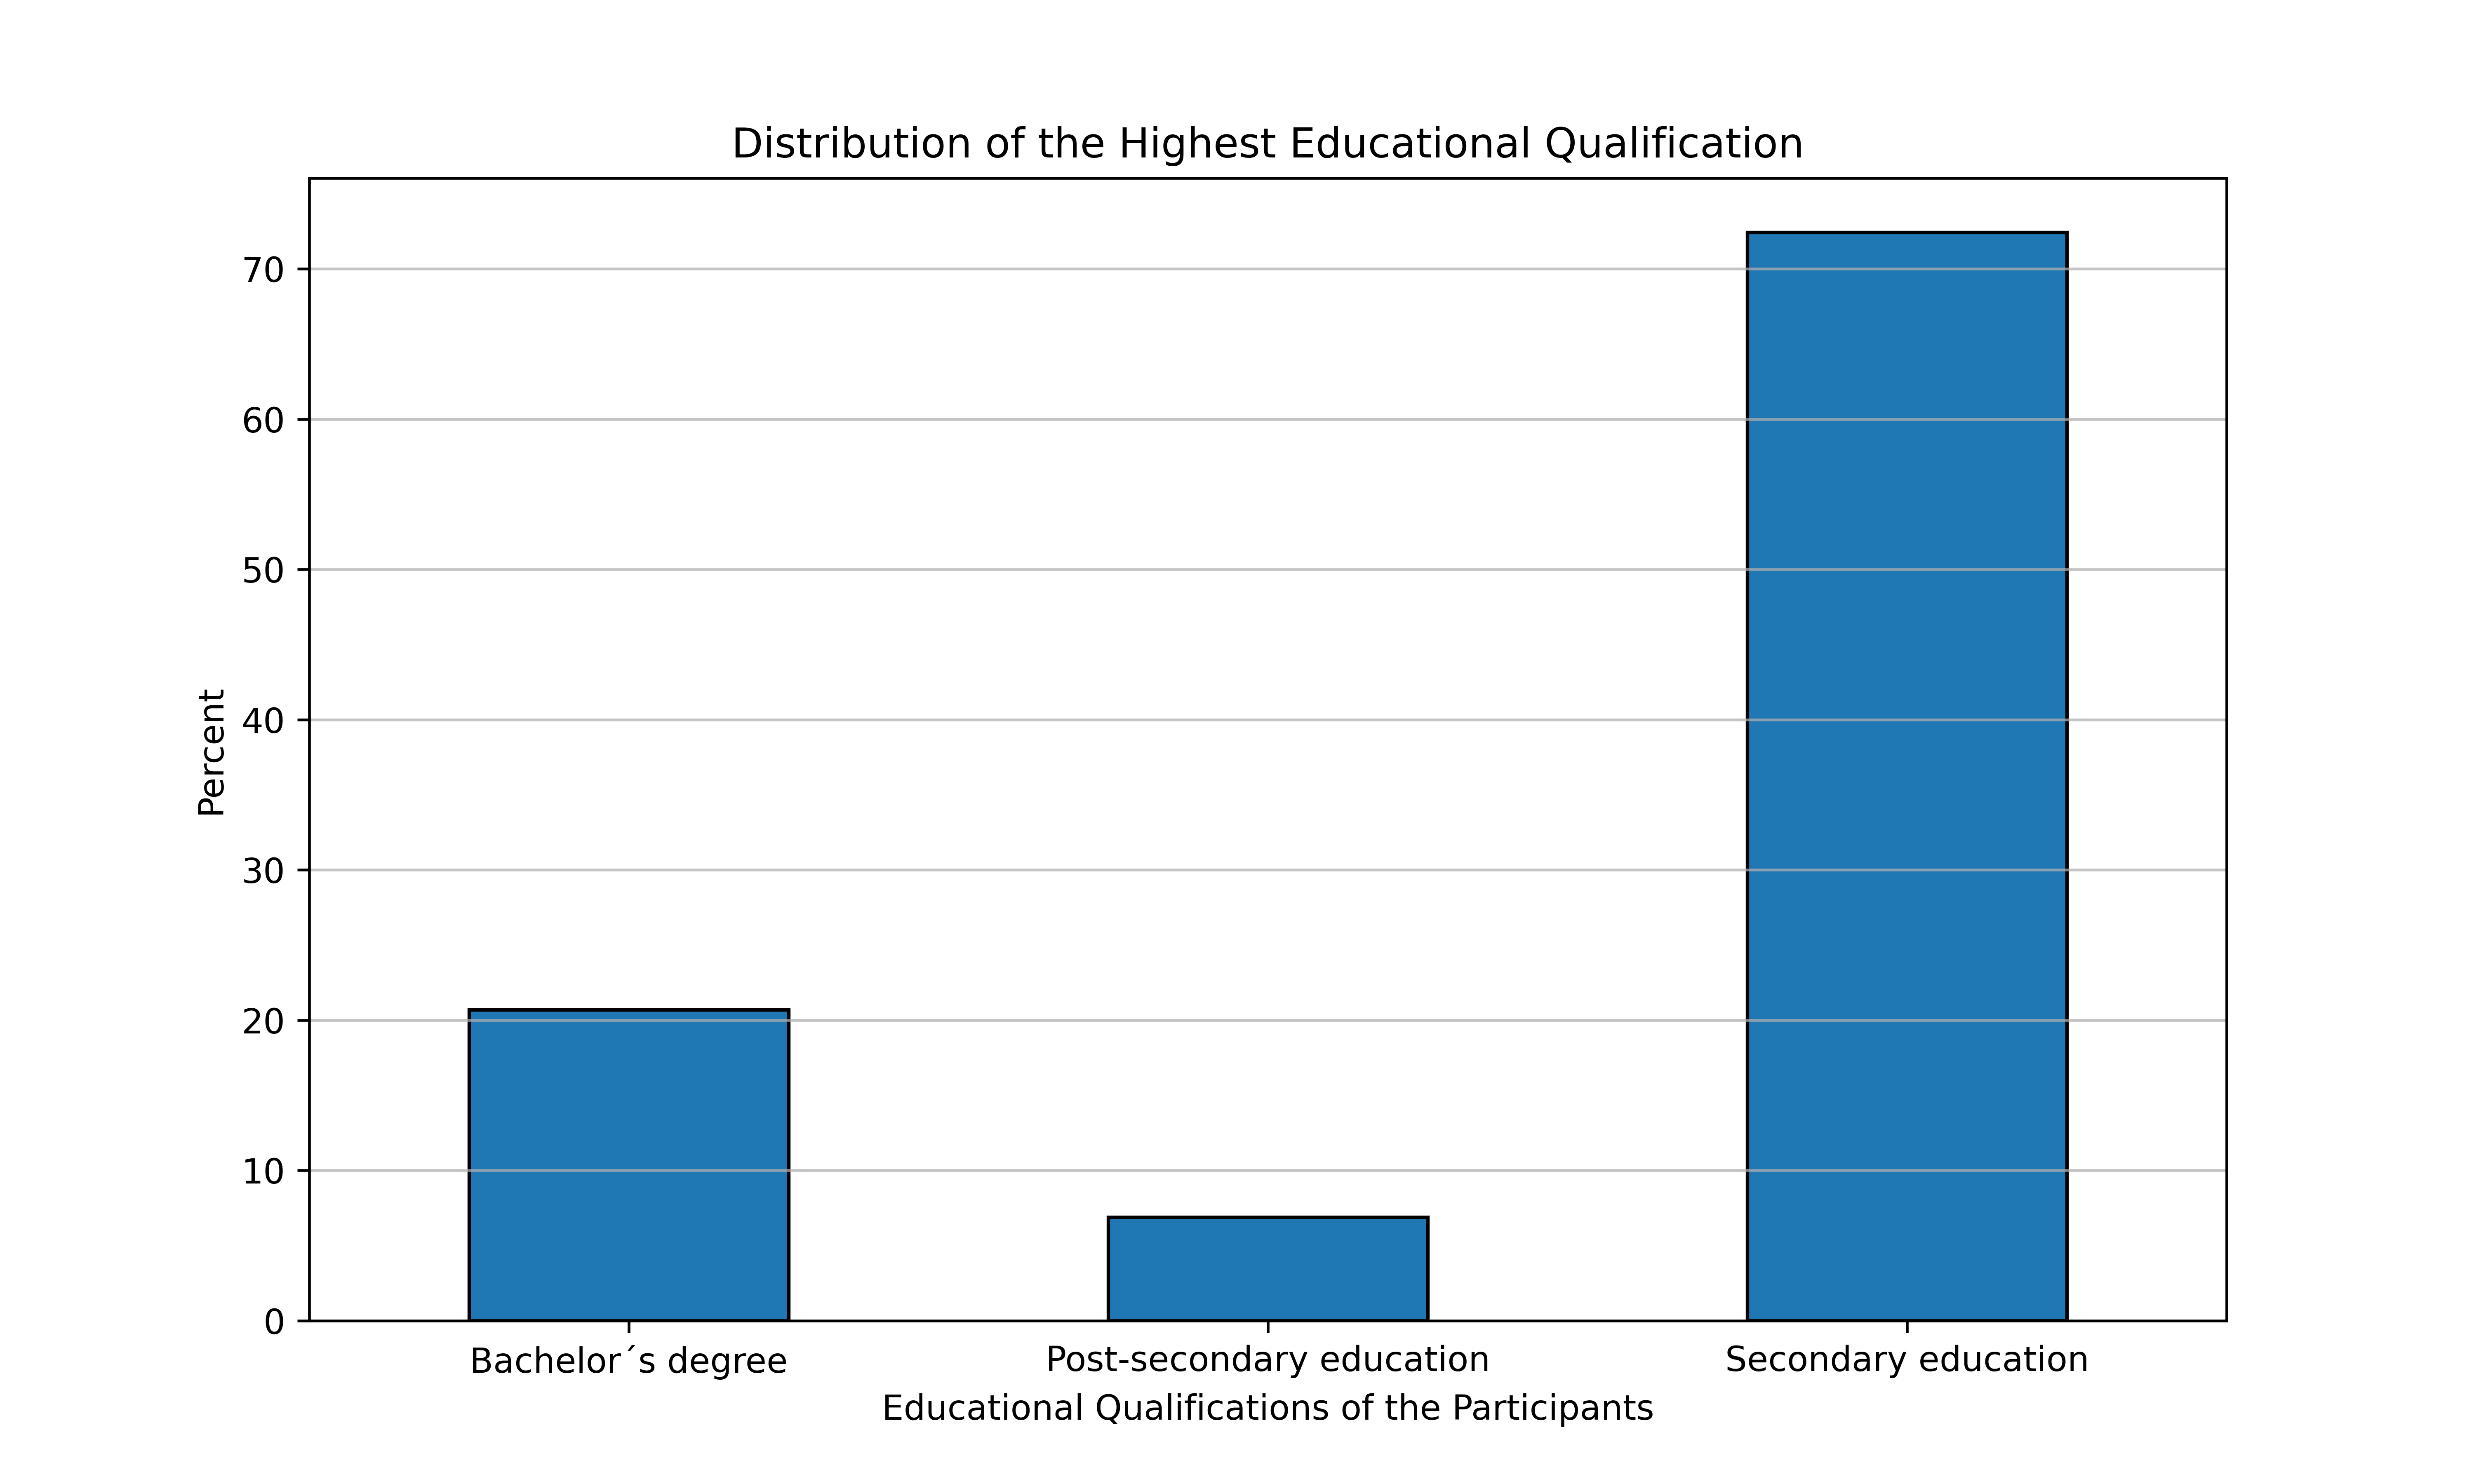 Distribution of the Highest Educational Qualification
70
60
50
40
30
20
10
0
Percent
Bachelor´s degree
Post-secondary education
Secondary education
Educational Qualifications of the Participants